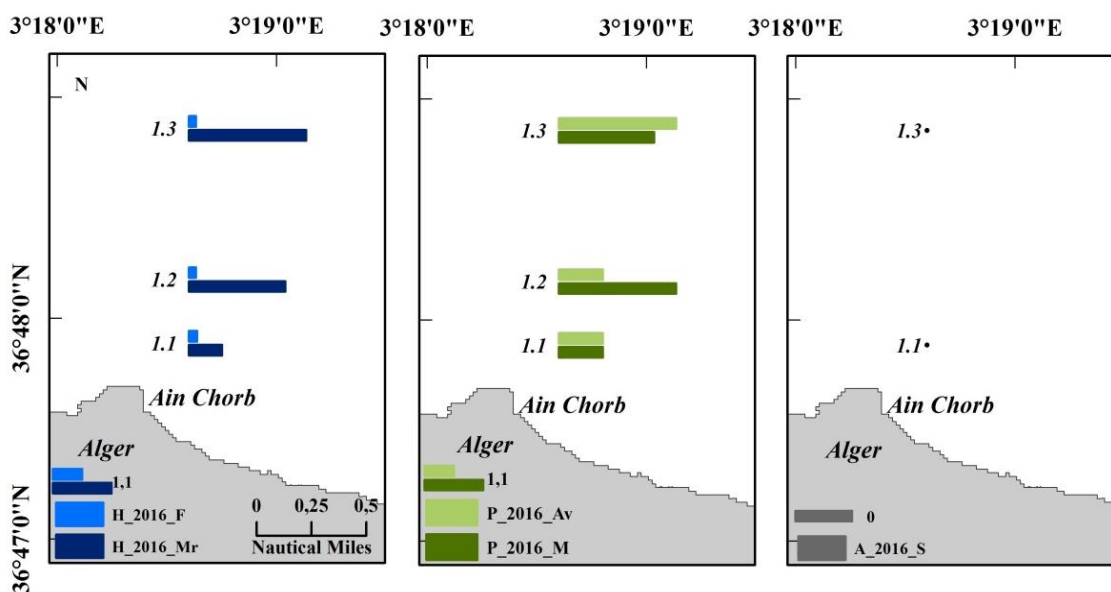 3°18'0"E 3°19'0"E 3°18'0"E 3°19'0"E 3°18'0"E 3°19'0"E
N
1.3
1.2
1.1
Ain Chorb
Alger
1,1
H_2016_F
H_2016_Mr
0 0,25 0,5
Nautical Miles
36°48'0"N
36°47'0"N
1.3
1.2
1.1
Ain Chorb
Alger
1,1
P_2016_Av
P_2016_M
1.3
1.1
Ain Chorb
Alger
0
A_2016_S